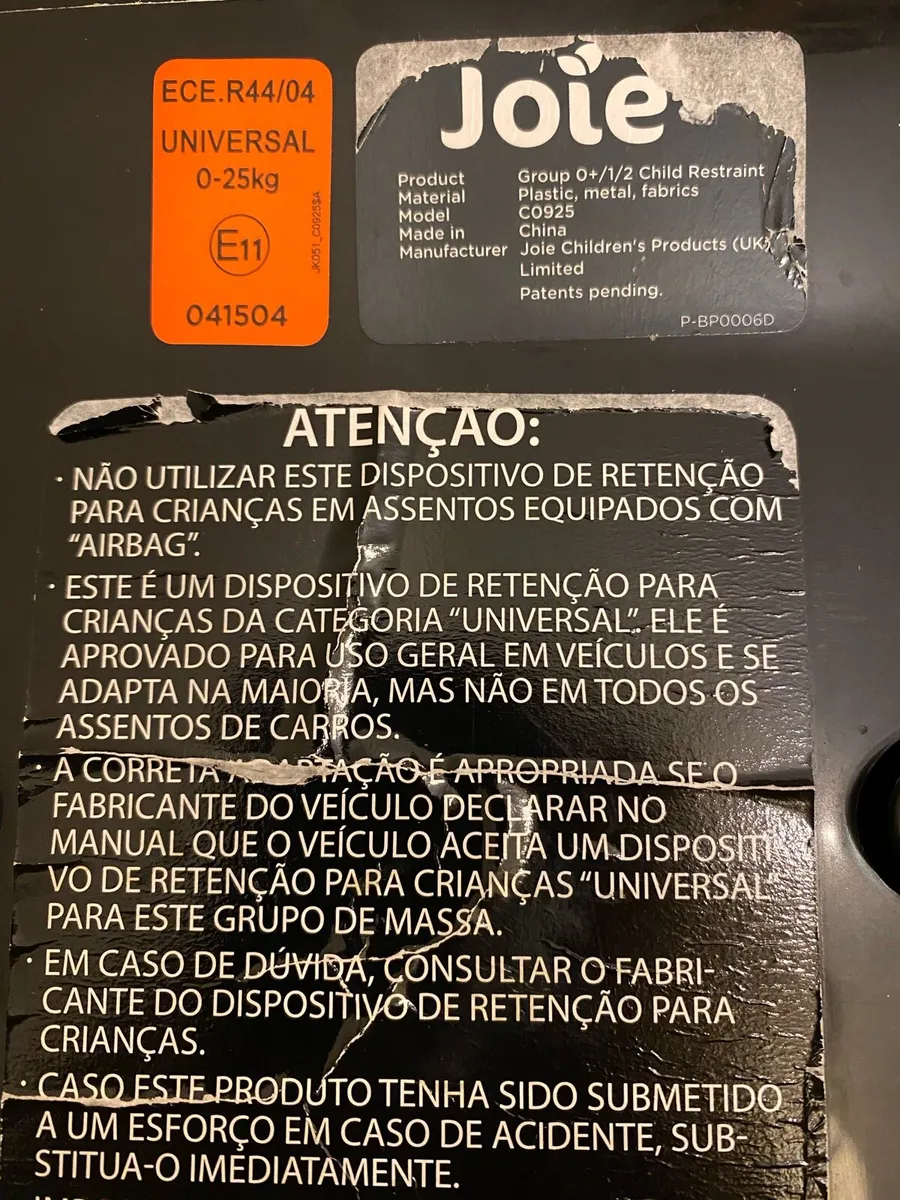 ECE.R44/04
UNIVERSAL
0-25kg
E11
041504
JK051_C0925$A
Joie
Product Group 0+/1/2 Child Restraint
Material Plastic, metal, fabrics
Model C0925
Made in China
Manufacturer Joie Children's Products (UK)
Limited
Patents pending.
P-BP0006D
ATENÇÃO:
· NÃO UTILIZAR ESTE DISPOSITIVO DE RETENÇÃO
PARA CRIANÇAS EM ASSENTOS EQUIPADOS COM
“AIRBAG”.
· ESTE É UM DISPOSITIVO DE RETENÇÃO PARA
CRIANÇAS DA CATEGORIA “UNIVERSAL”. ELE É
APROVADO PARA USO GERAL EM VEÍCULOS E SE
ADAPTA NA MAIORIA, MAS NÃO EM TODOS OS
ASSENTOS DE CARROS.
· A CORRETA ADAPTAÇÃO É APROPRIADA SE O
FABRICANTE DO VEÍCULO DECLARAR NO
MANUAL QUE O VEÍCULO ACEITA UM DISPOSITI-
VO DE RETENÇÃO PARA CRIANÇAS “UNIVERSAL”
PARA ESTE GRUPO DE MASSA.
· EM CASO DE DÚVIDA, CONSULTAR O FABRI-
CANTE DO DISPOSITIVO DE RETENÇÃO PARA
CRIANÇAS.
· CASO ESTE PRODUTO TENHA SIDO SUBMETIDO
A UM ESFORÇO EM CASO DE ACIDENTE, SUB-
STITUA-O IMEDIATAMENTE.